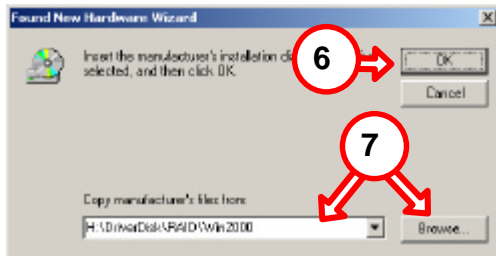 Found New Hardware Wizard
Insert the manufacturer's installation
selected, and then click OK.
6
OK
Cancel
7
Copy manufacturer's files from:
H:\DriverDisk\RAID\Win2000
Browse...